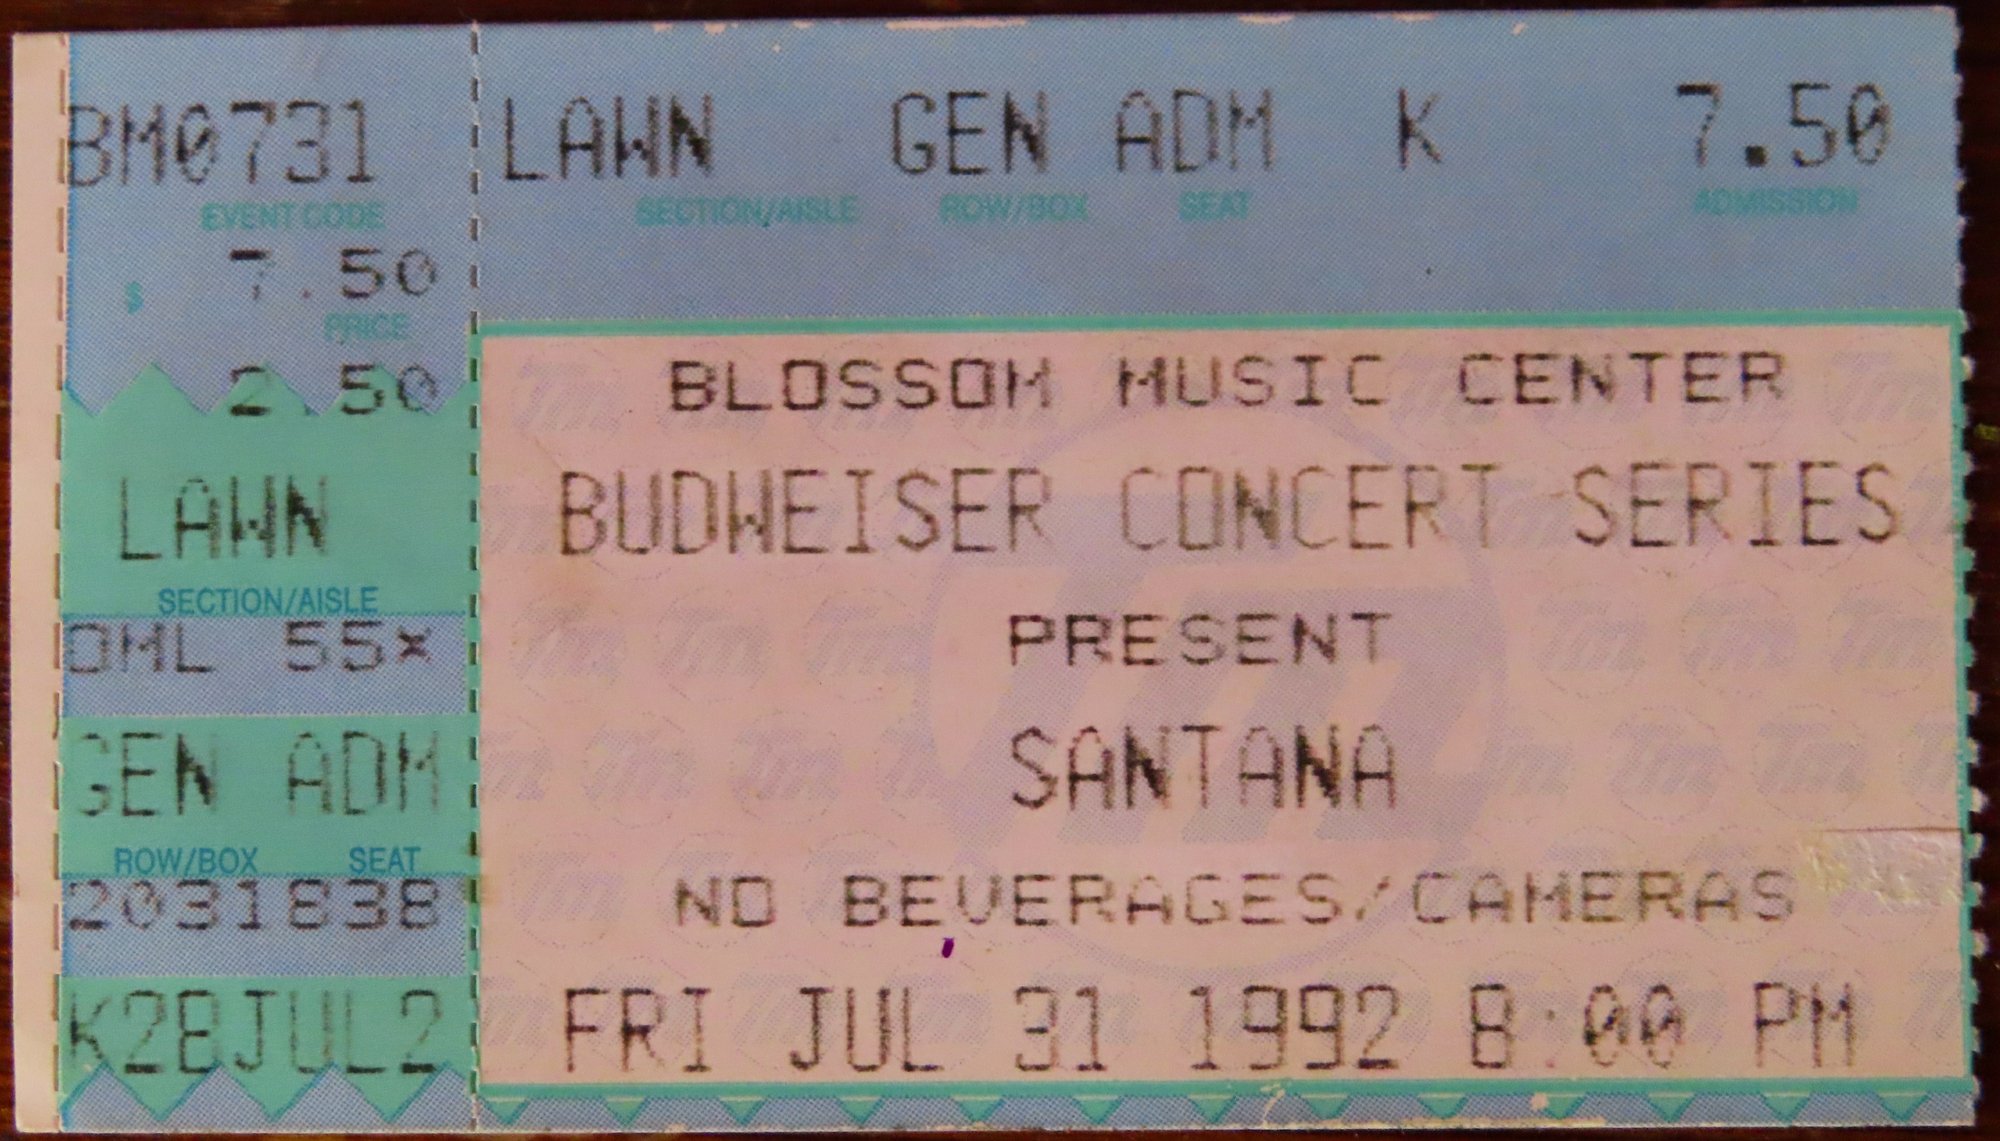 BM0731
EVENT CODE
$ 7.50
PRICE
2.50
LAWN
SECTION/AISLE
OML 55X
GEN ADM
ROW/BOX SEAT
2031838
K28JUL2
LAWN GEN ADM K 7.50
SECTION/AISLE ROW/BOX SEAT ADMISSION
BLOSSOM MUSIC CENTER
BUDWEISER CONCERT SERIES
PRESENT
SANTANA
NO BEVERAGES/CAMERAS
FRI JUL 31 1992 8:00 PM